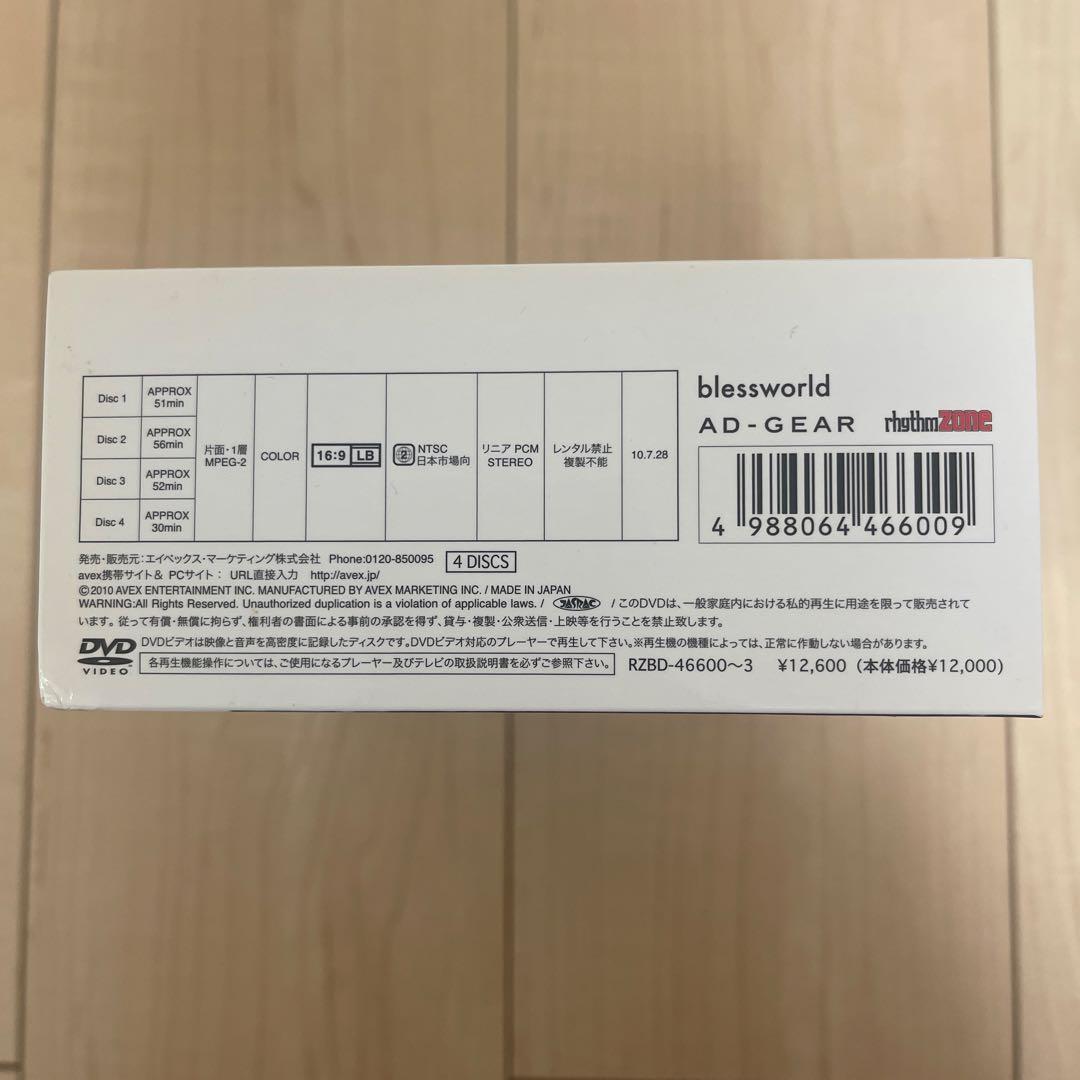 Disc 1
APPROX
51min
Disc 2
APPROX
56min
Disc 3
APPROX
52min
Disc 4
APPROX
30min
片面・1層
MPEG-2
COLOR
16:9 LB
2 NTSC
日本市場向
リニア PCM
STEREO
レンタル禁止
複製不能
10.7.28
blessworld
AD-GEAR rhythmzone
4 988064 466009
発売・販売元:エイベックス・マーケティング株式会社 Phone:0120-850095 4 DISCS
avex携帯サイト& PCサイト: URL直接入力 http://avex.jp/
©2010 AVEX ENTERTAINMENT INC. MANUFACTURED BY AVEX MARKETING INC. / MADE IN JAPAN
WARNING:All Rights Reserved. Unauthorized duplication is a violation of applicable laws. / JASRAC / このDVDは、一般家庭内における私的再生に用途を限って販売されて
います。従って有償・無償に拘らず、権利者の書面による事前の承認を得ず、貸与・複製・公衆送信・上映等を行うことを禁止致します。
DVD VIDEO
DVDビデオは映像と音声を高密度に記録したディスクです。DVDビデオ対応のプレーヤーで再生して下さい。※再生機の機種によっては、正常に作動しない場合があります。
各再生機能操作については、ご使用になるプレーヤー及びテレビの取扱説明書を必ずご参照下さい。 RZBD-46600〜3 ¥12,600(本体価格¥12,000)